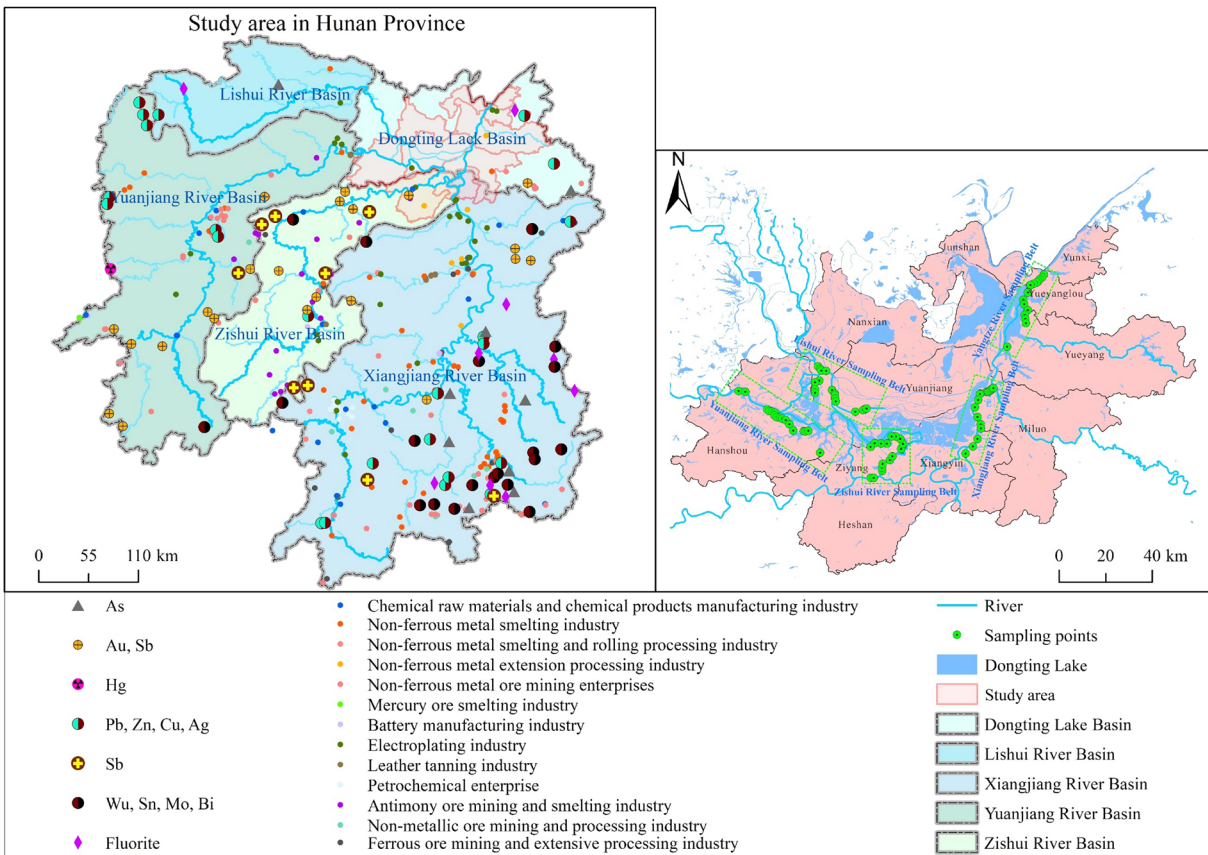 Study area in Hunan Province
Lishui River Basin
Dongting Lack Basin
Yuanjiang River Basin
Zishui River Basin
Xiangjiang River Basin
0 55 110 km
N
Junshan
Yunxi
Yueyanglou
Nanxian
Yangtze River Sampling Belt
Yueyang
Lishui River Sampling Belt
Yuanjiang
Yuanjiang River Sampling Belt
Xiangjiang River Sampling Belt
Miluo
Hanshou
Ziyang
Xiangyin
Zishui River Sampling Belt
Heshan
0 20 40 km
As
Au, Sb
Hg
Pb, Zn, Cu, Ag
Sb
Wu, Sn, Mo, Bi
Fluorite
Chemical raw materials and chemical products manufacturing industry
Non-ferrous metal smelting industry
Non-ferrous metal smelting and rolling processing industry
Non-ferrous metal extension processing industry
Non-ferrous metal ore mining enterprises
Mercury ore smelting industry
Battery manufacturing industry
Electroplating industry
Leather tanning industry
Petrochemical enterprise
Antimony ore mining and smelting industry
Non-metallic ore mining and processing industry
Ferrous ore mining and extensive processing industry
River
Sampling points
Dongting Lake
Study area
Dongting Lake Basin
Lishui River Basin
Xiangjiang River Basin
Yuanjiang River Basin
Zishui River Basin